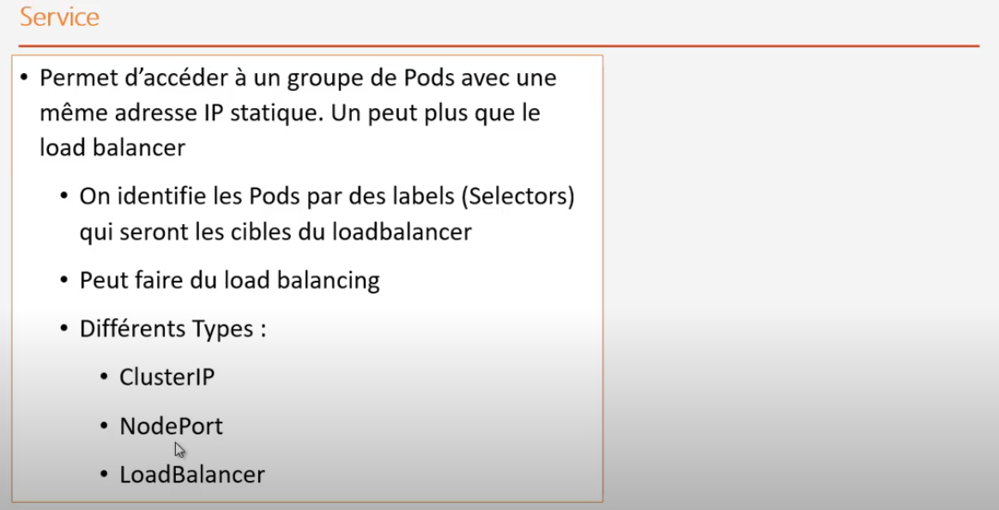 Service
• Permet d’accéder à un groupe de Pods avec une
même adresse IP statique. Un peut plus que le
load balancer
• On identifie les Pods par des labels (Selectors)
qui seront les cibles du loadbalancer
• Peut faire du load balancing
• Différents Types :
• ClusterIP
• NodePort
• LoadBalancer